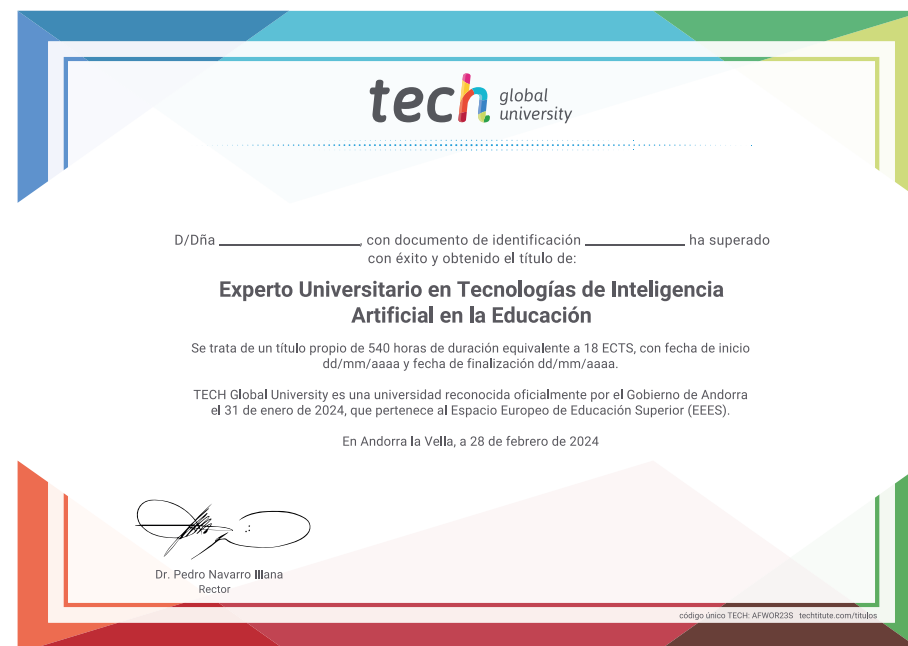 tech global university
D/Dña ______________, con documento de identificación __________ ha superado
con éxito y obtenido el título de:
Experto Universitario en Tecnologías de Inteligencia
Artificial en la Educación
Se trata de un título propio de 540 horas de duración equivalente a 18 ECTS, con fecha de inicio
dd/mm/aaaa y fecha de finalización dd/mm/aaaa.
TECH Global University es una universidad reconocida oficialmente por el Gobierno de Andorra
el 31 de enero de 2024, que pertenece al Espacio Europeo de Educación Superior (EEES).
En Andorra la Vella, a 28 de febrero de 2024
Dr. Pedro Navarro Illana
Rector
código único TECH: AFWOR23S techtitute.com/titulos